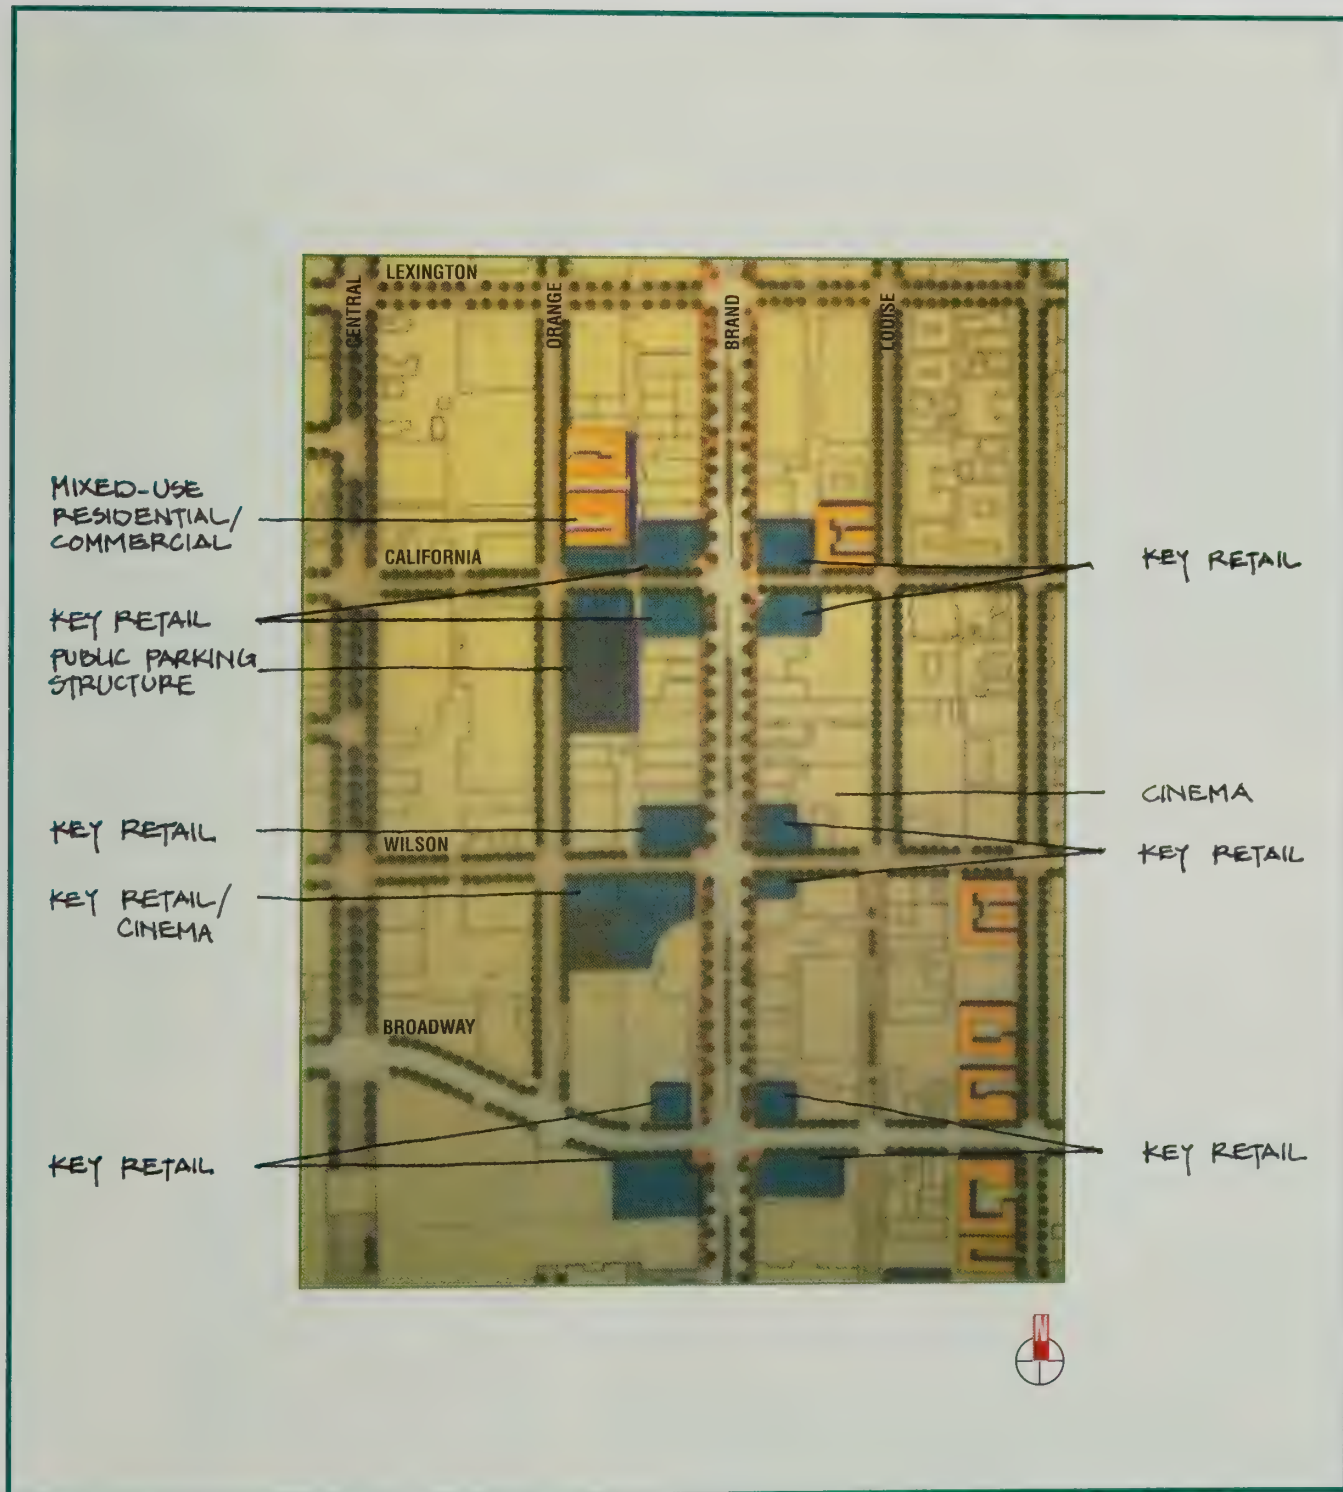 LEXINGTON
CENTRAL
ORANGE
BRAND
LOUISE
MIXED-USE
RESIDENTIAL/
COMMERCIAL
CALIFORNIA
KEY RETAIL
KEY RETAIL
PUBLIC PARKING
STRUCTURE
CINEMA
KEY RETAIL
WILSON
KEY RETAIL
KEY RETAIL/
CINEMA
BROADWAY
KEY RETAIL
KEY RETAIL
N